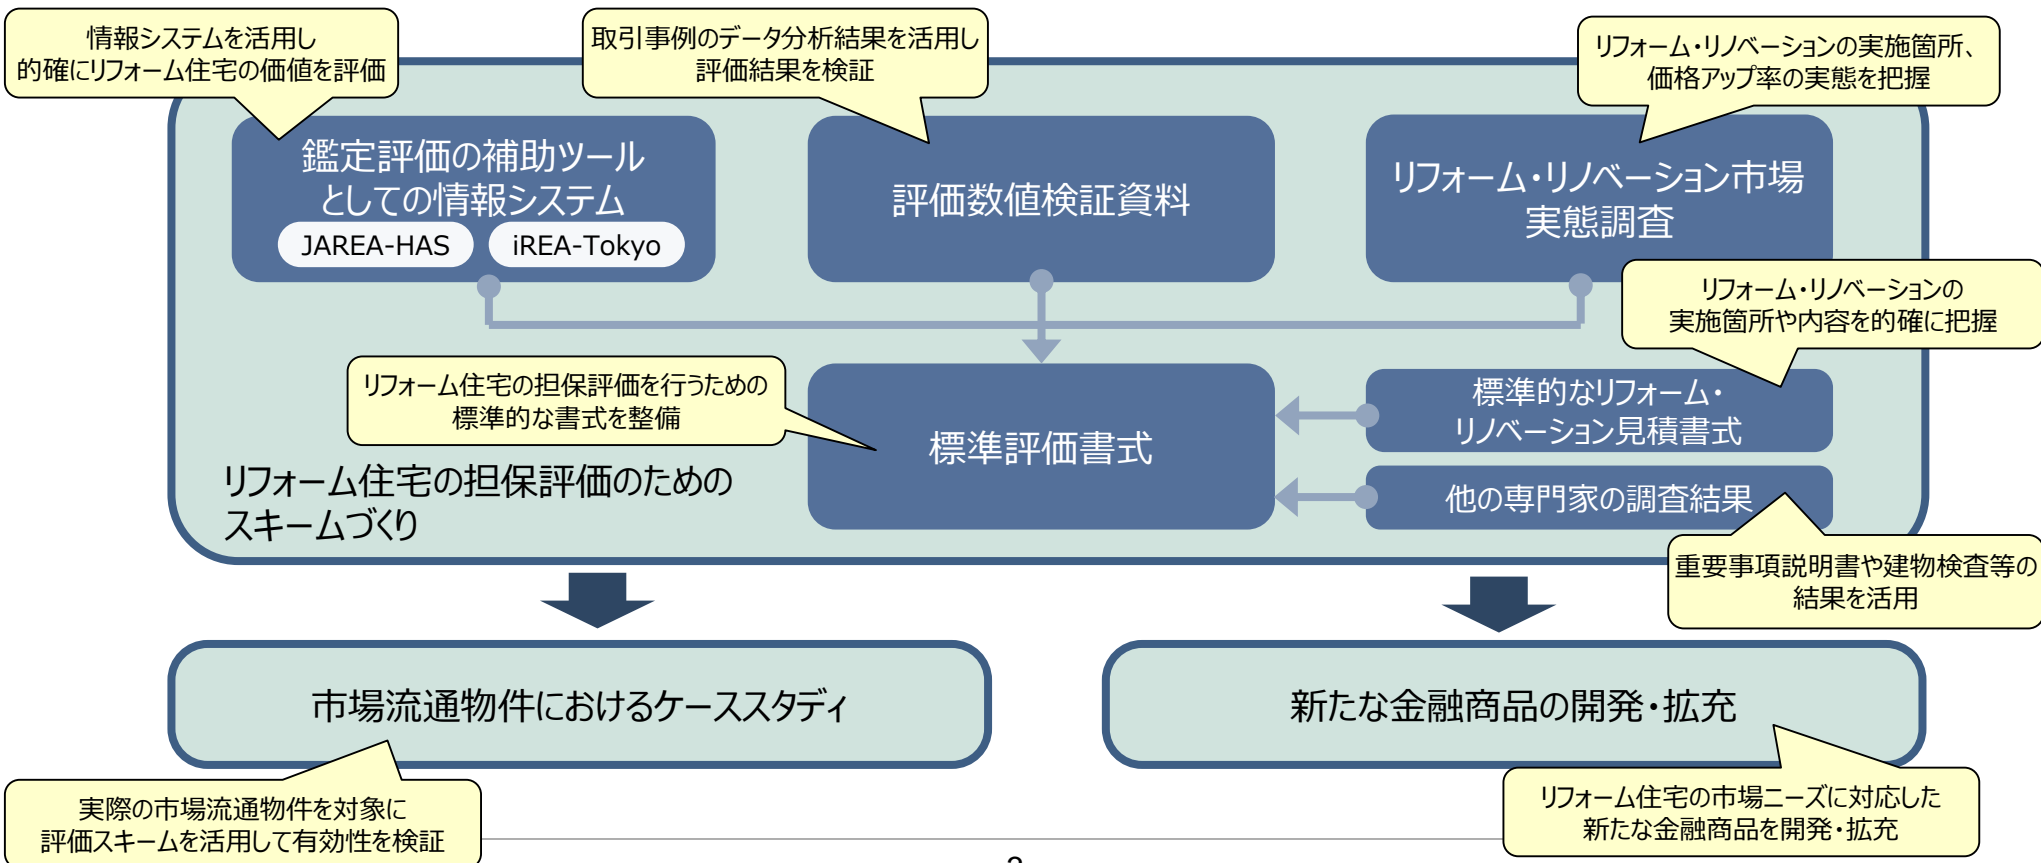 情報システムを活用し
的確にリフォーム住宅の価値を評価
取引事例のデータ分析結果を活用し
評価結果を検証
リフォーム・リノベーションの実施箇所、
価格アップ率の実態を把握
鑑定評価の補助ツール
としての情報システム
JAREA-HAS
iREA-Tokyo
評価数値検証資料
リフォーム・リノベーション市場
実態調査
リフォーム・リノベーションの
実施箇所や内容を的確に把握
リフォーム住宅の担保評価を行うための
標準的な書式を整備
標準評価書式
標準的なリフォーム・
リノベーション見積書式
他の専門家の調査結果
リフォーム住宅の担保評価のための
スキームづくり
重要事項説明書や建物検査等の
結果を活用
市場流通物件におけるケーススタディ
新たな金融商品の開発・拡充
実際の市場流通物件を対象に
評価スキームを活用して有効性を検証
リフォーム住宅の市場ニーズに対応した
新たな金融商品を開発・拡充